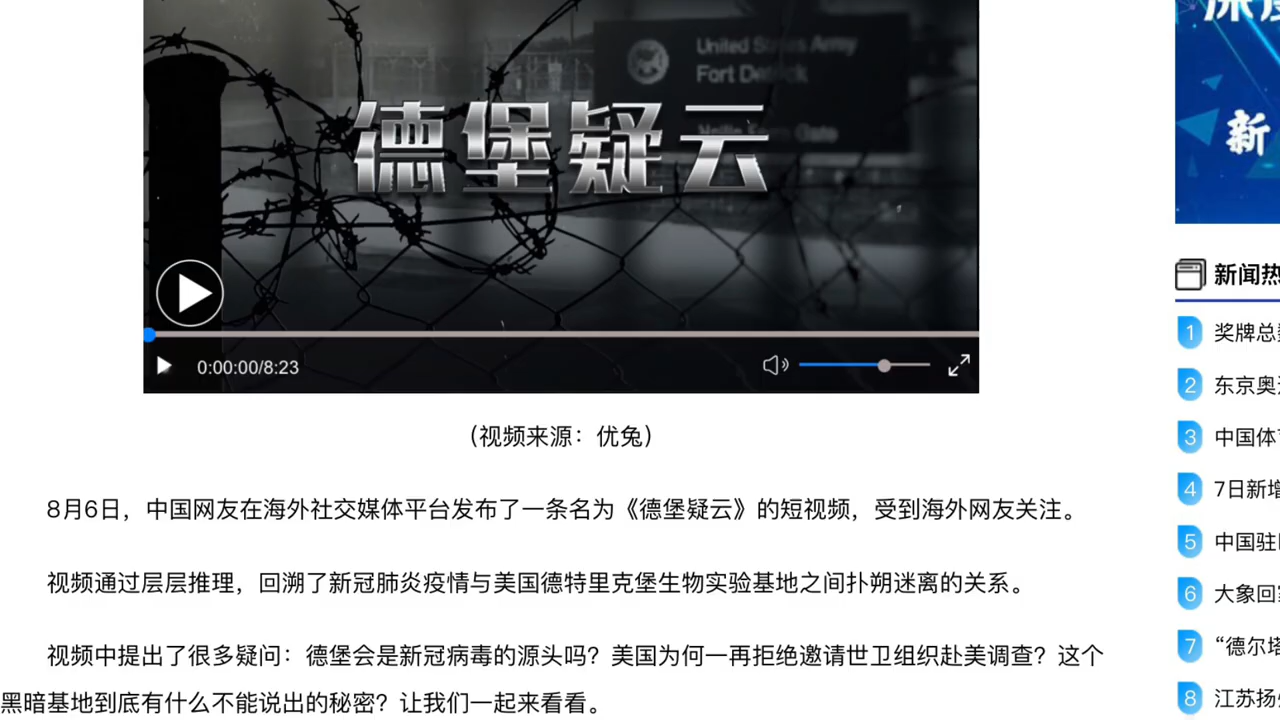 United States Army
Fort Detrick
德堡疑云
0:00:00/8:23
(视频来源：优兔)
8月6日，中国网友在海外社交媒体平台发布了一条名为《德堡疑云》的短视频，受到海外网友关注。
视频通过层层推理，回溯了新冠肺炎疫情与美国德特里克堡生物实验基地之间扑朔迷离的关系。
视频中提出了很多疑问：德堡会是新冠病毒的源头吗？美国为何一再拒绝邀请世卫组织赴美调查？这个
黑暗基地到底有什么不能说出的秘密？让我们一起来看看。
新
新闻热
1 奖牌总
2 东京奥
3 中国体
4 7日新增
5 中国驻
6 大象回
7 “德尔塔
8 江苏扬